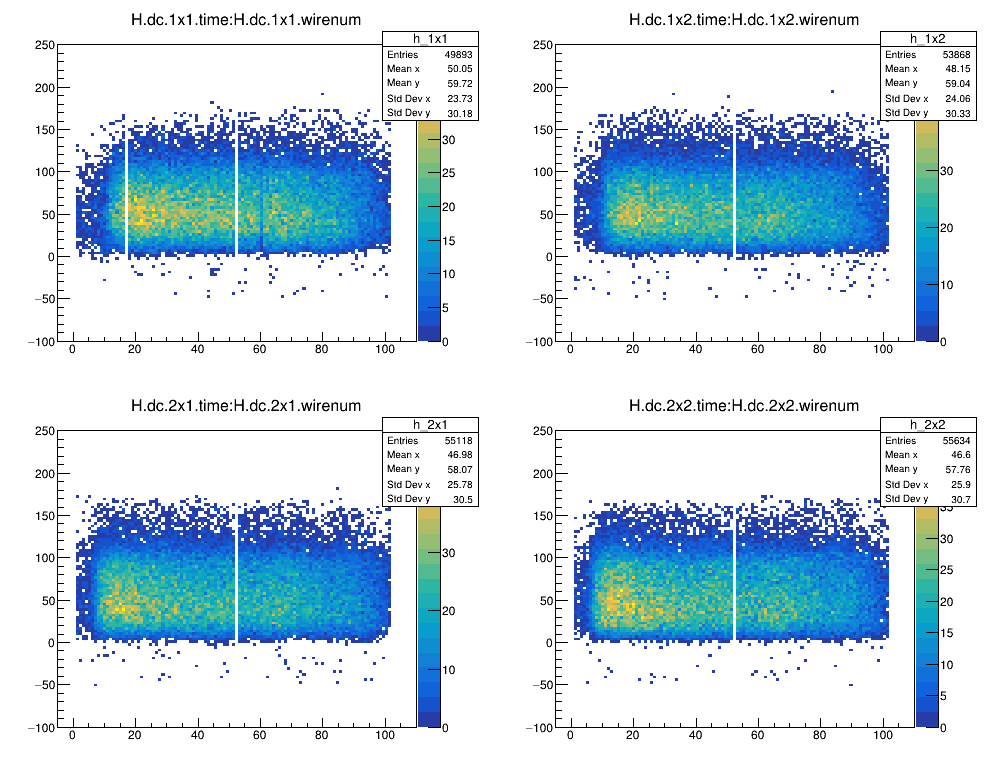 H.dc.1x1.time:H.dc.1x1.wirenum
h_1x1
Entries 49893
Mean x 50.05
Mean y 59.72
Std Dev x 23.73
Std Dev y 30.18
250
200
150
100
50
0
−50
−100
0 20 40 60 80 100
30
25
20
15
10
5
0
H.dc.1x2.time:H.dc.1x2.wirenum
h_1x2
Entries 53868
Mean x 48.15
Mean y 59.04
Std Dev x 24.06
Std Dev y 30.33
250
200
150
100
50
0
−50
−100
0 20 40 60 80 100
30
20
10
0
H.dc.2x1.time:H.dc.2x1.wirenum
h_2x1
Entries 55118
Mean x 46.98
Mean y 58.07
Std Dev x 25.78
Std Dev y 30.5
250
200
150
100
50
0
−50
−100
0 20 40 60 80 100
30
20
10
0
H.dc.2x2.time:H.dc.2x2.wirenum
h_2x2
Entries 55634
Mean x 46.6
Mean y 57.76
Std Dev x 25.9
Std Dev y 30.7
250
200
150
100
50
0
−50
−100
0 20 40 60 80 100
35
30
25
20
15
10
5
0